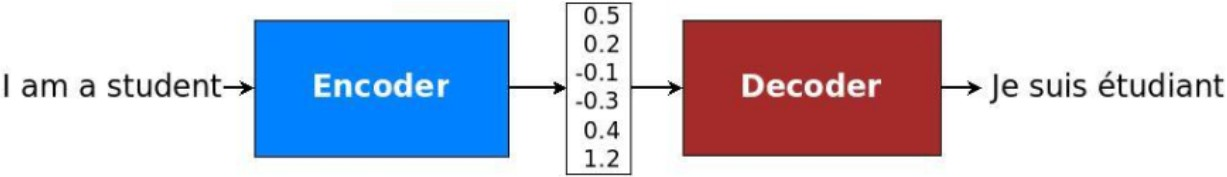 I am a student
Encoder
0.5
0.2
-0.1
-0.3
0.4
1.2
Decoder
Je suis étudiant